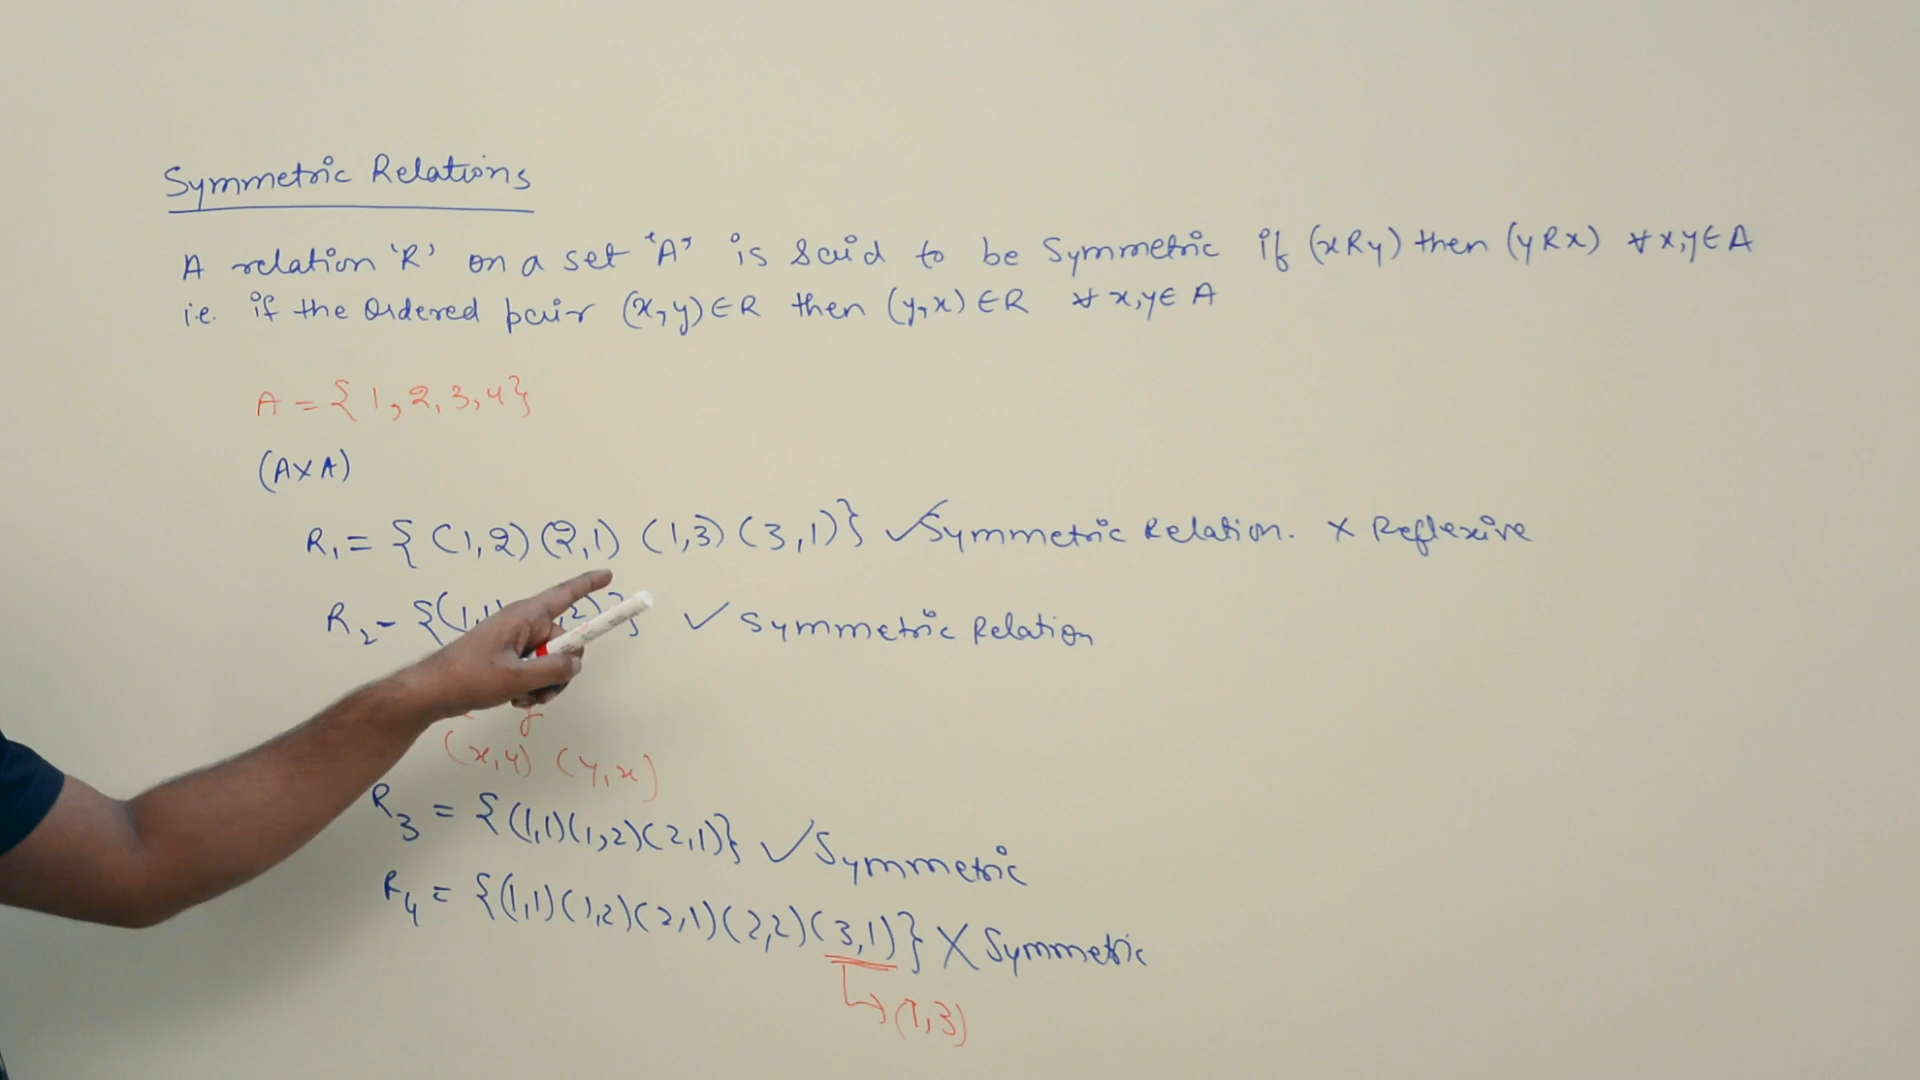 Symmetric Relations
A relation 'R' on a set 'A' is said to be Symmetric if (xRy) then (yRx) ∀ x,y∈A
i.e. if the Ordered pair (x,y)∈R then (y,x)∈R ∀ x,y∈A
A = {1,2,3,4}
(A×A)
R₁= { (1,2) (2,1) (1,3) (3,1)} ✓Symmetric Relation. × Reflexive
R₂= {(1,1) ,2)} ✓ Symmetric Relation
y
(x,y) (y,x)
R₃ = {(1,1)(1,2)(2,1)} ✓Symmetric
R₄ = {(1,1)(1,2)(2,1)(2,2)(3,1)} × Symmetric
↳(1,3)